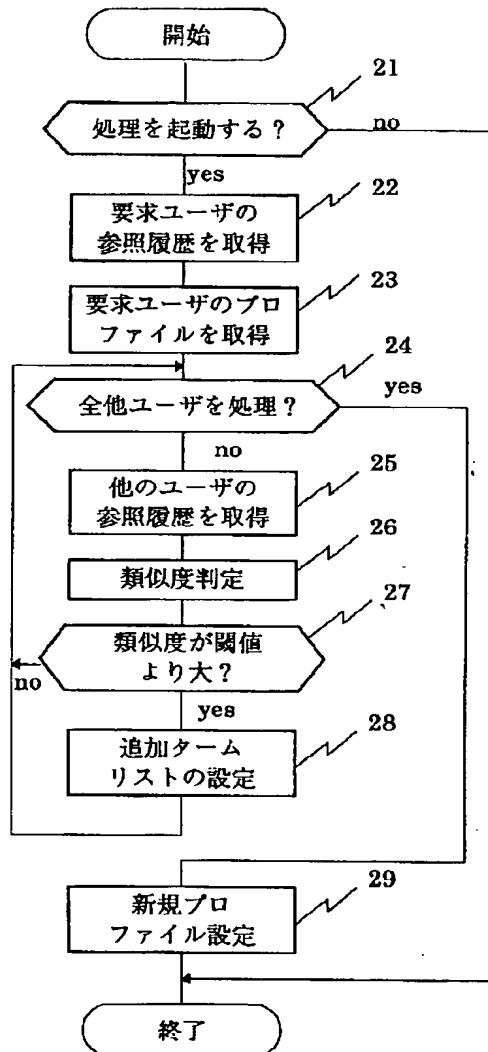 開始
21
処理を起動する？
no
yes
22
要求ユーザの
参照履歴を取得
23
要求ユーザのプロ
ファイルを取得
24
全他ユーザを処理？
yes
no
25
他のユーザの
参照履歴を取得
26
類似度判定
27
類似度が閾値
より大？
no
yes
28
追加ターム
リストの設定
29
新規プロ
ファイル設定
終了